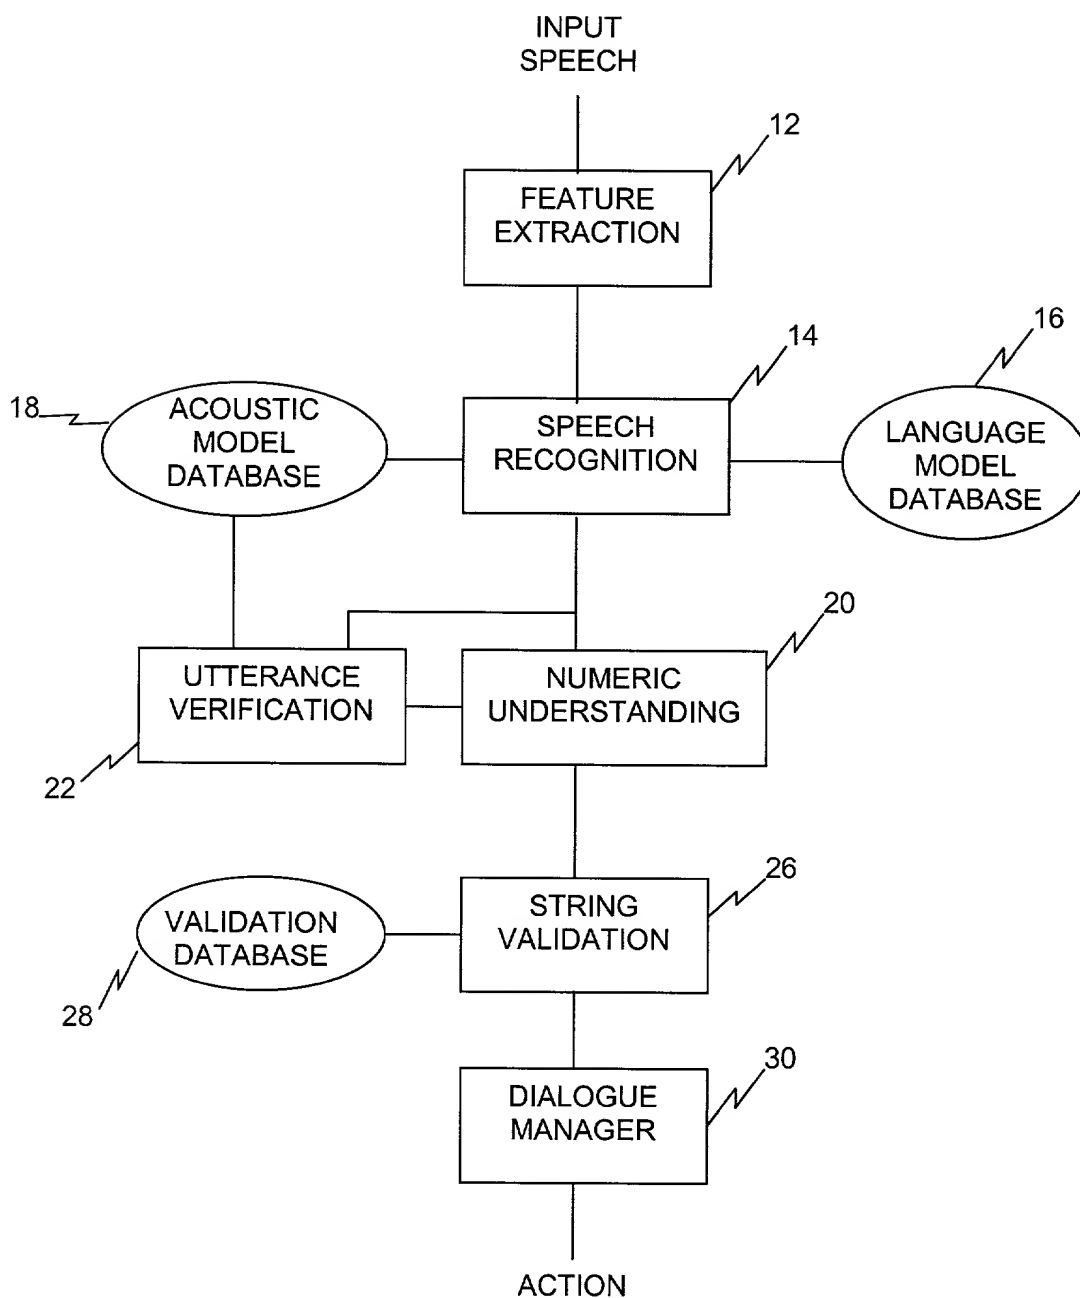 INPUT
SPEECH
12
FEATURE
EXTRACTION
14
16
18
ACOUSTIC
MODEL
DATABASE
SPEECH
RECOGNITION
LANGUAGE
MODEL
DATABASE
20
UTTERANCE
VERIFICATION
NUMERIC
UNDERSTANDING
22
26
VALIDATION
DATABASE
STRING
VALIDATION
28
30
DIALOGUE
MANAGER
ACTION